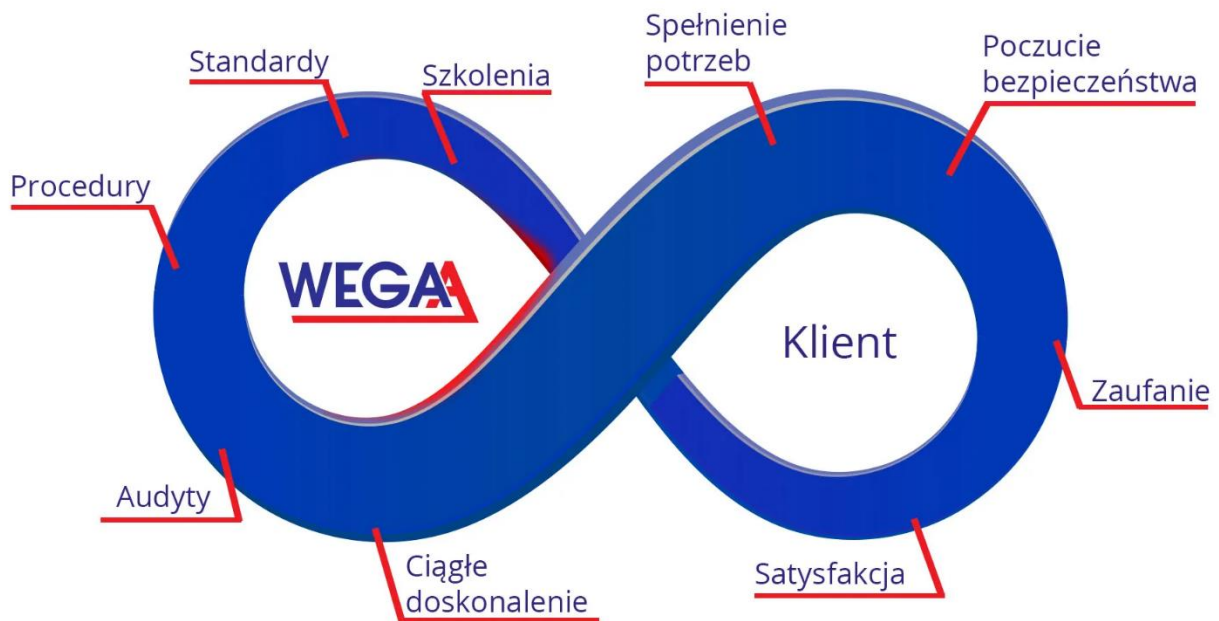 Standardy
Szkolenia
Procedury
WEGA
Audyty
Ciągłe
doskonalenie
Spełnienie
potrzeb
Poczucie
bezpieczeństwa
Klient
Zaufanie
Satysfakcja